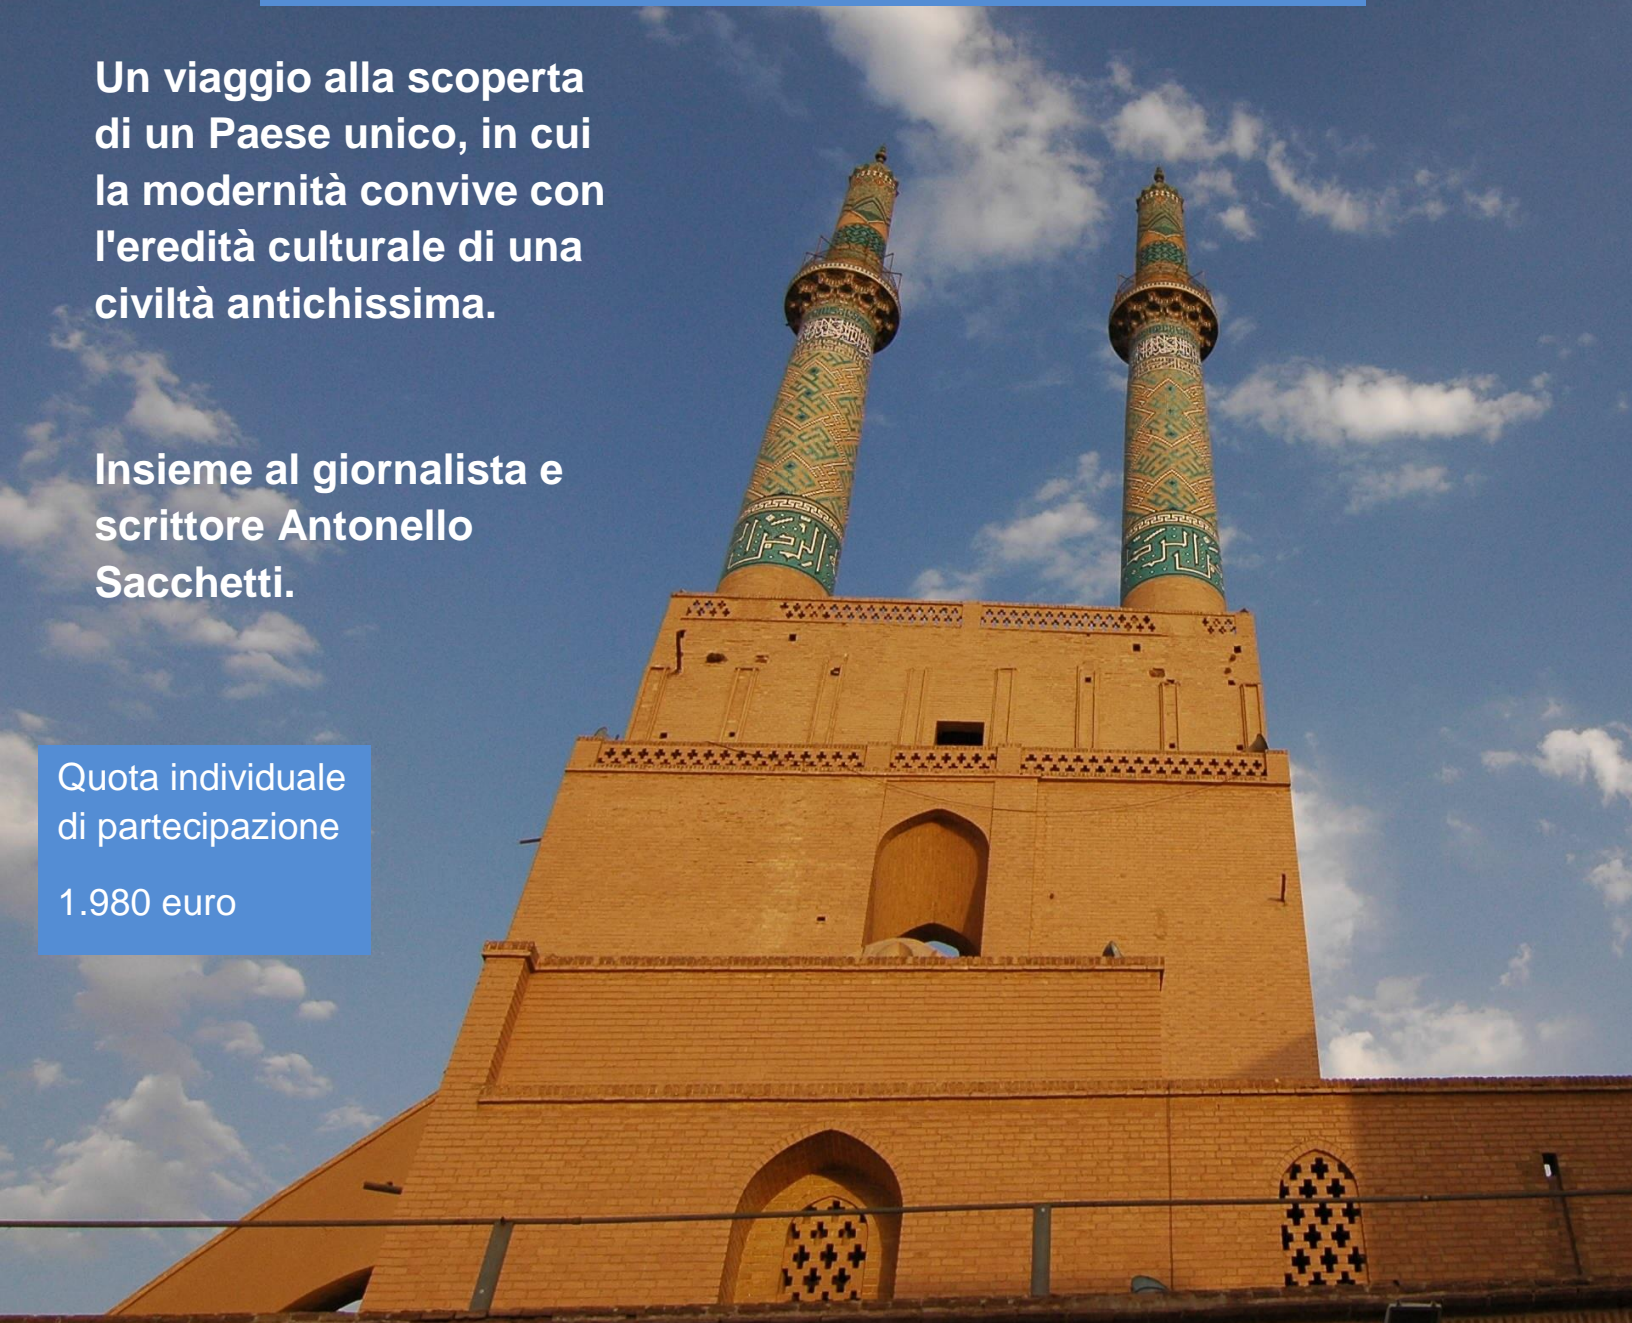 Un viaggio alla scoperta
di un Paese unico, in cui
la modernità convive con
l'eredità culturale di una
civiltà antichissima.
Insieme al giornalista e
scrittore Antonello
Sacchetti.
Quota individuale
di partecipazione
1.980 euro